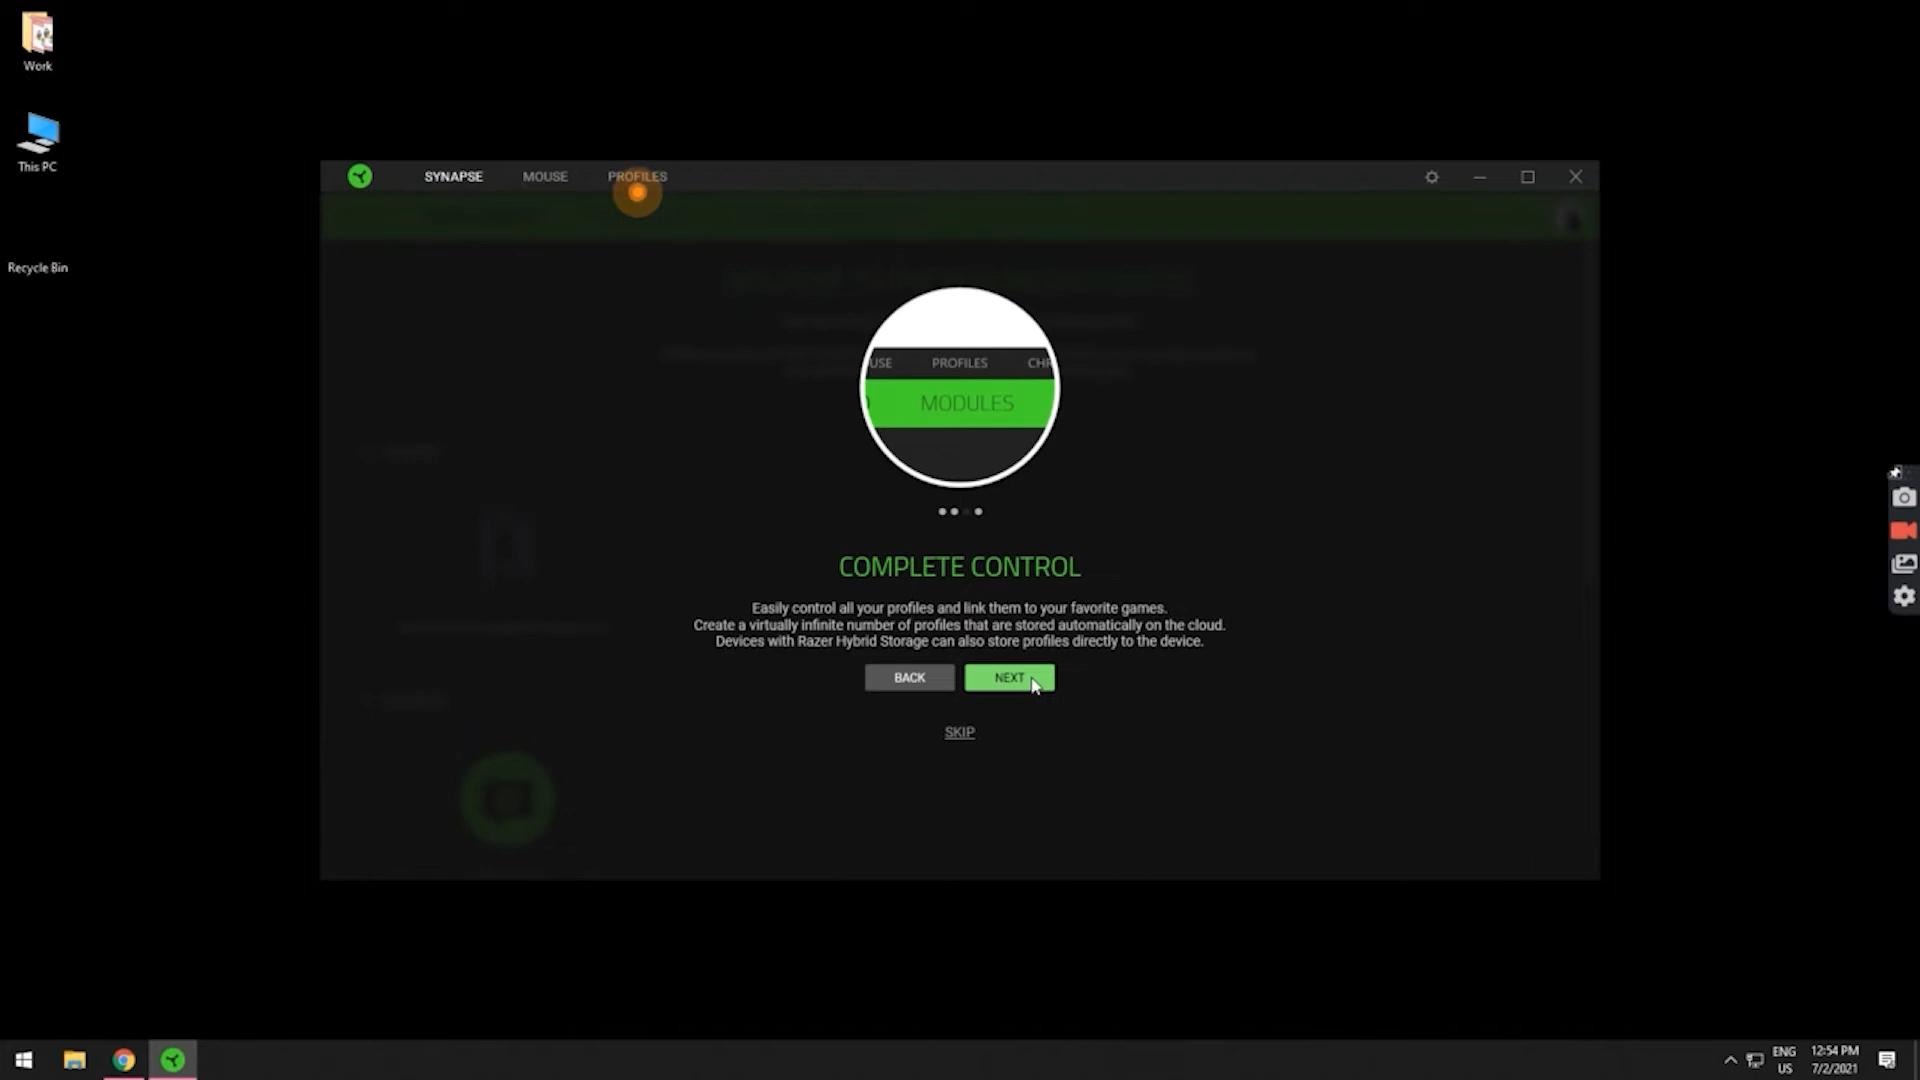 Work
This PC
Recycle Bin
SYNAPSE
MOUSE
PROFILES
USE
PROFILES
CHR
MODULES
COMPLETE CONTROL
Easily control all your profiles and link them to your favorite games.
Create a virtually infinite number of profiles that are stored automatically on the cloud.
Devices with Razer Hybrid Storage can also store profiles directly to the device.
BACK
NEXT
SKIP
ENG
US
12:54 PM
7/2/2021